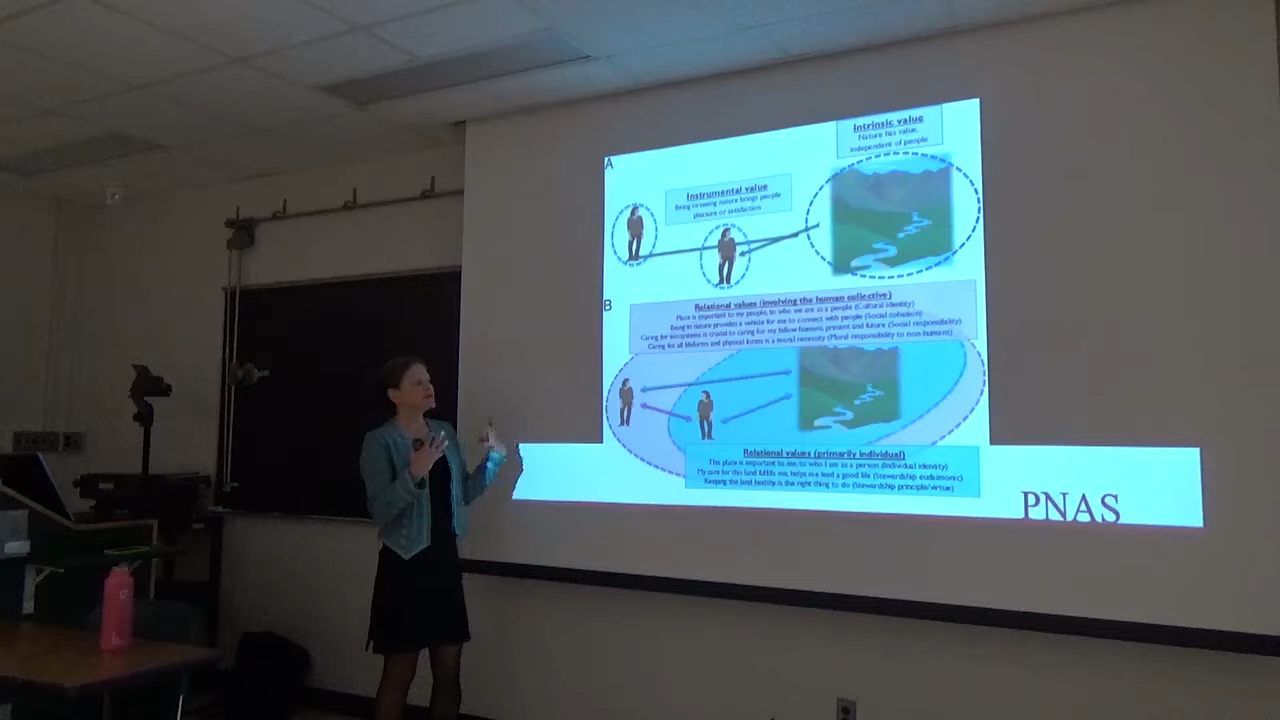 Intrinsic value
Nature has value,
independent of people
A
Instrumental value
Being or seeing nature brings people
pleasure or satisfaction
B
Relational values (involving the human collective)
Place is important to my people, to who we are as a people (Cultural identity)
Being in nature provides a vehicle for me to connect with people (Social cohesion)
Caring for ecosystems is crucial to caring for my fellow humans, present and future (Social responsibility)
Caring for all lifeforms and physical forms is a moral necessity (Moral responsibility to non-human)
Relational values (primarily individual)
This place is important to me, to who I am as a person (Individual identity)
My care for this land fulfills me, helps me lead a good life (Stewardship eudaimonic)
Keeping the land healthy is the right thing to do (Stewardship principle/virtue)
PNAS